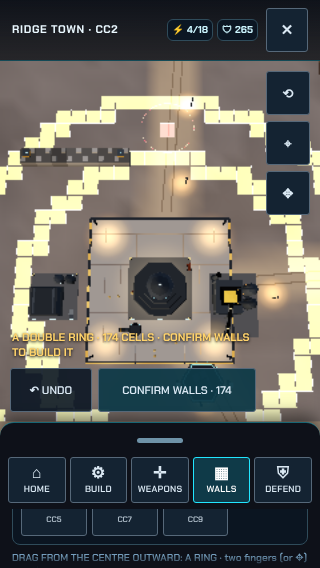 RIDGE TOWN · CC2
⚡ 4/18
🛡 265
✕
A DOUBLE RING · 174 CELLS · CONFIRM WALLS
TO BUILD IT
↶ UNDO
CONFIRM WALLS · 174
HOME
BUILD
WEAPONS
WALLS
DEFEND
CC5
CC7
CC9
DRAG FROM THE CENTRE OUTWARD: A RING · two fingers (or ✥)